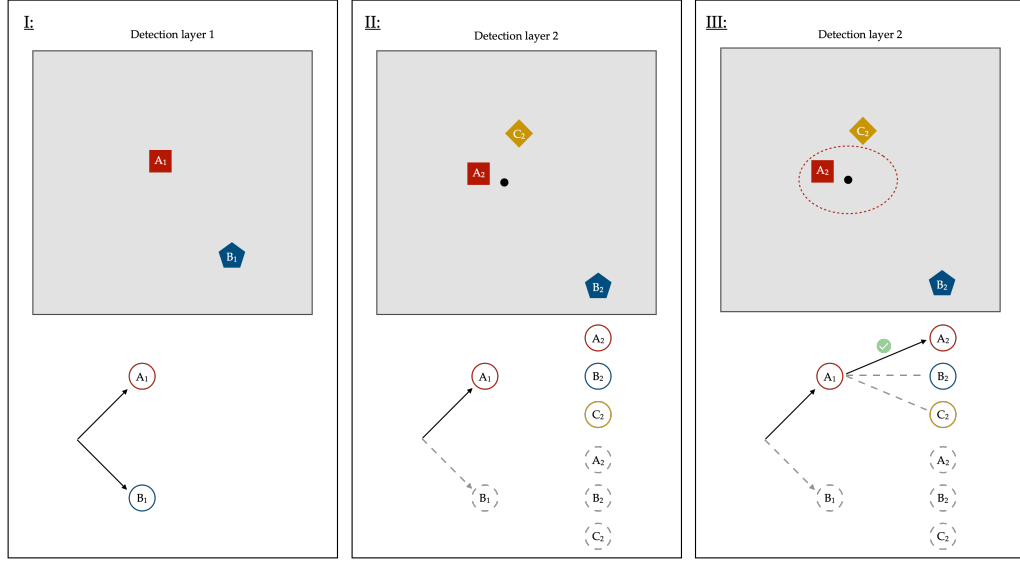 I:
Detection layer 1
A₁
B₁
A₁
B₁
II:
Detection layer 2
C₂
A₂
B₂
A₂
A₁
B₂
C₂
A₂
B₁
B₂
C₂
III:
Detection layer 2
C₂
A₂
B₂
A₂
A₁
B₂
C₂
A₂
B₁
B₂
C₂